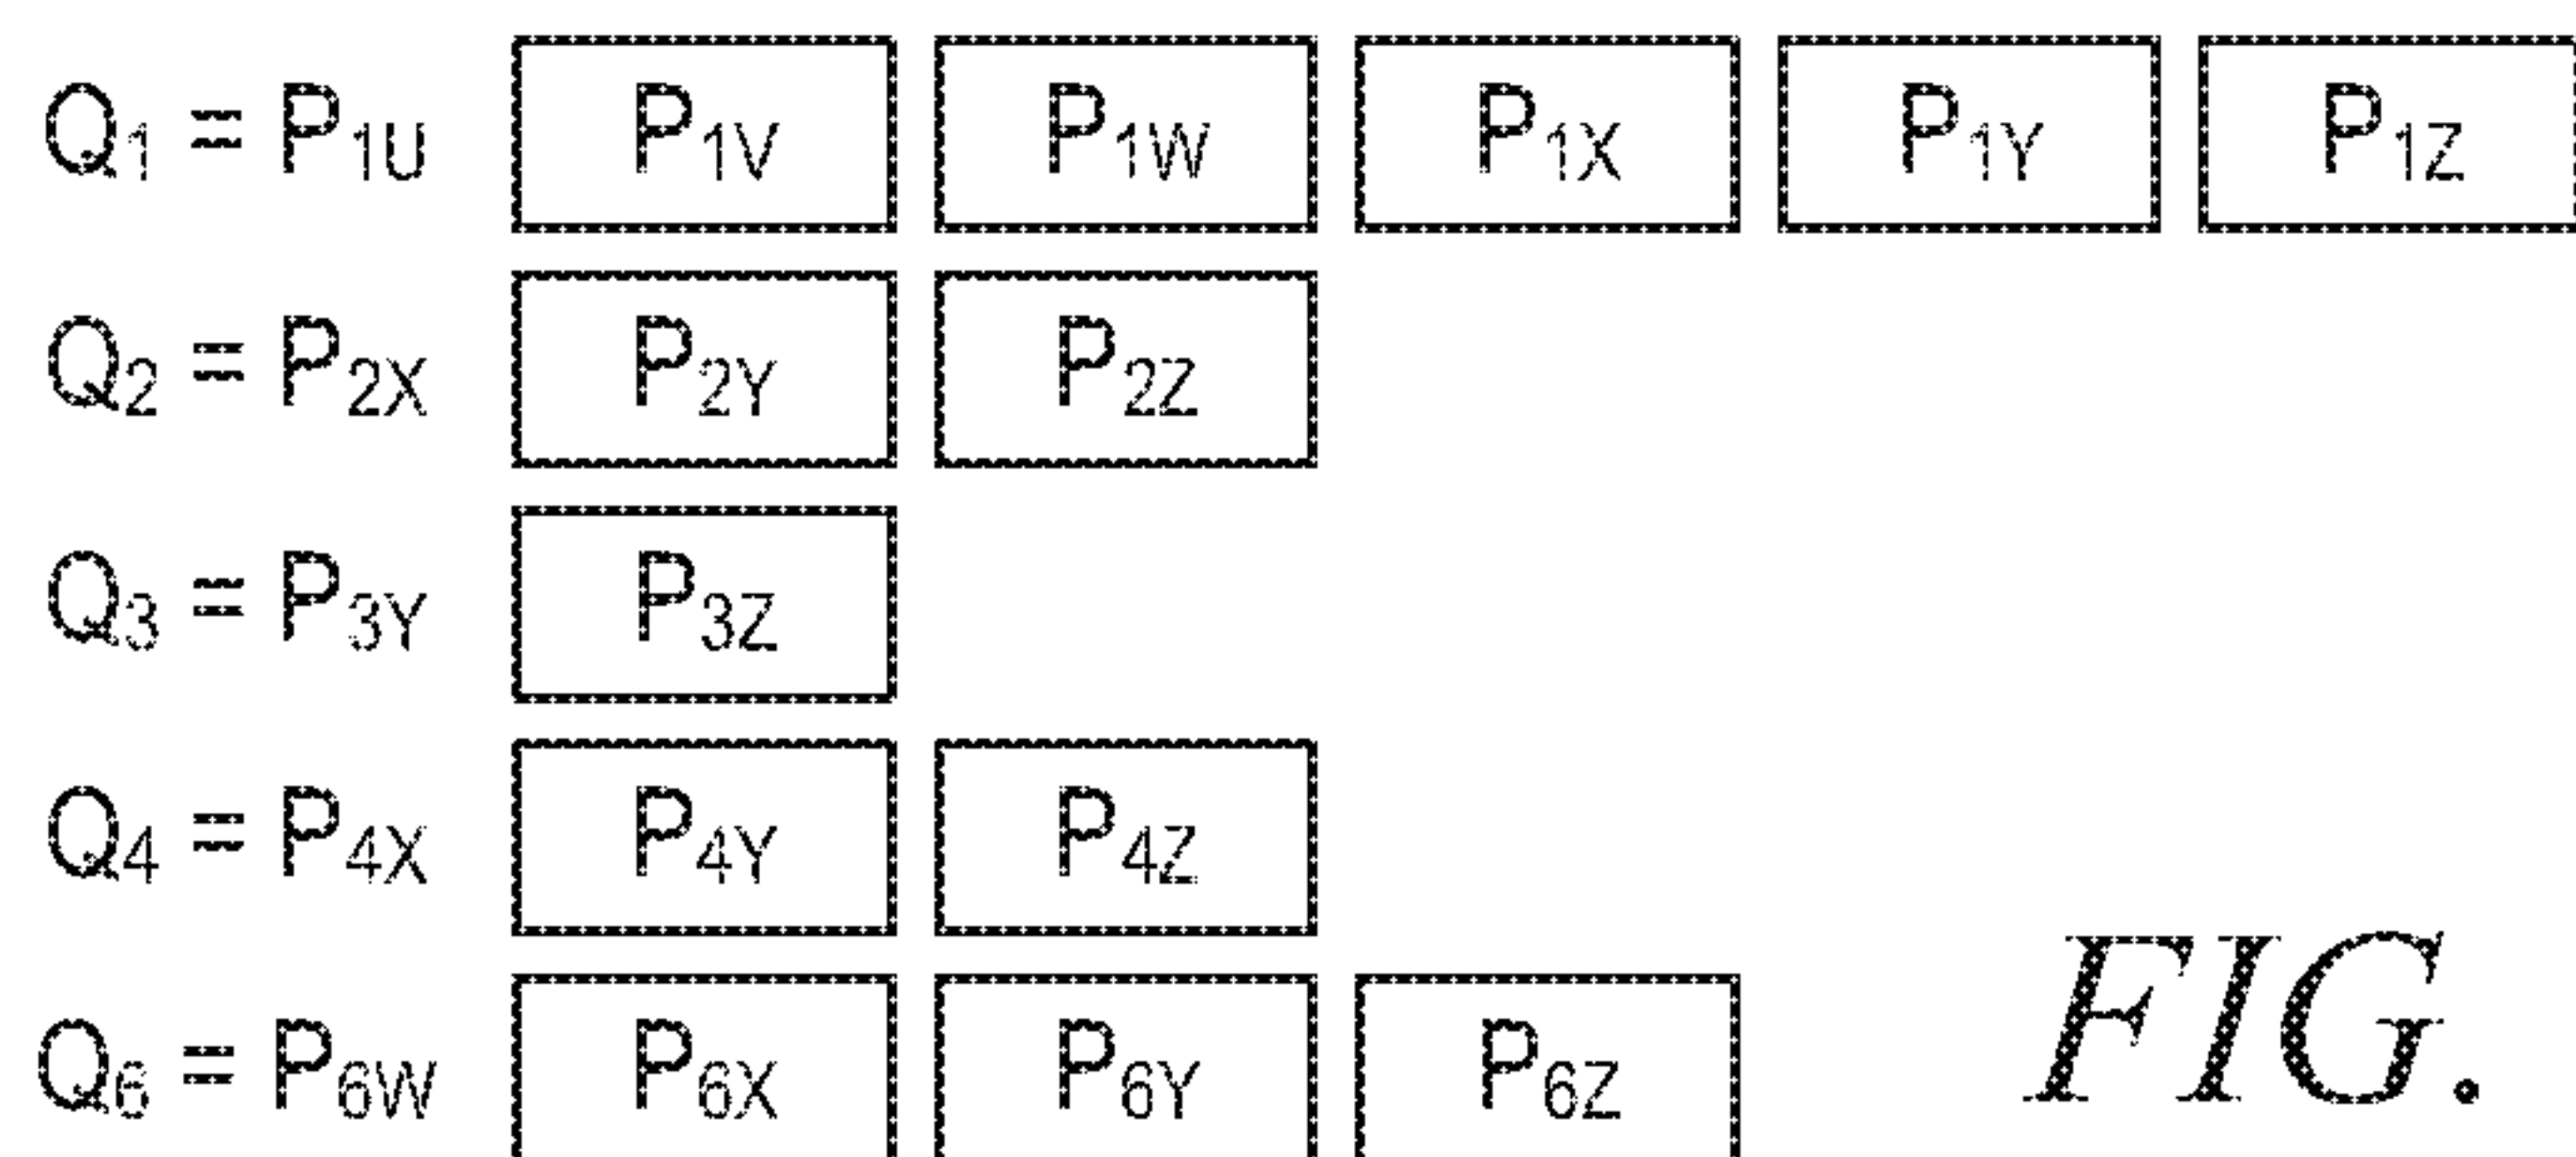 Q₁ = P₁U P₁V P₁W P₁X P₁Y P₁Z
Q₂ = P₂X P₂Y P₂Z
Q₃ = P₃Y P₃Z
Q₄ = P₄X P₄Y P₄Z
Q₆ = P₆W P₆X P₆Y P₆Z
FIG.